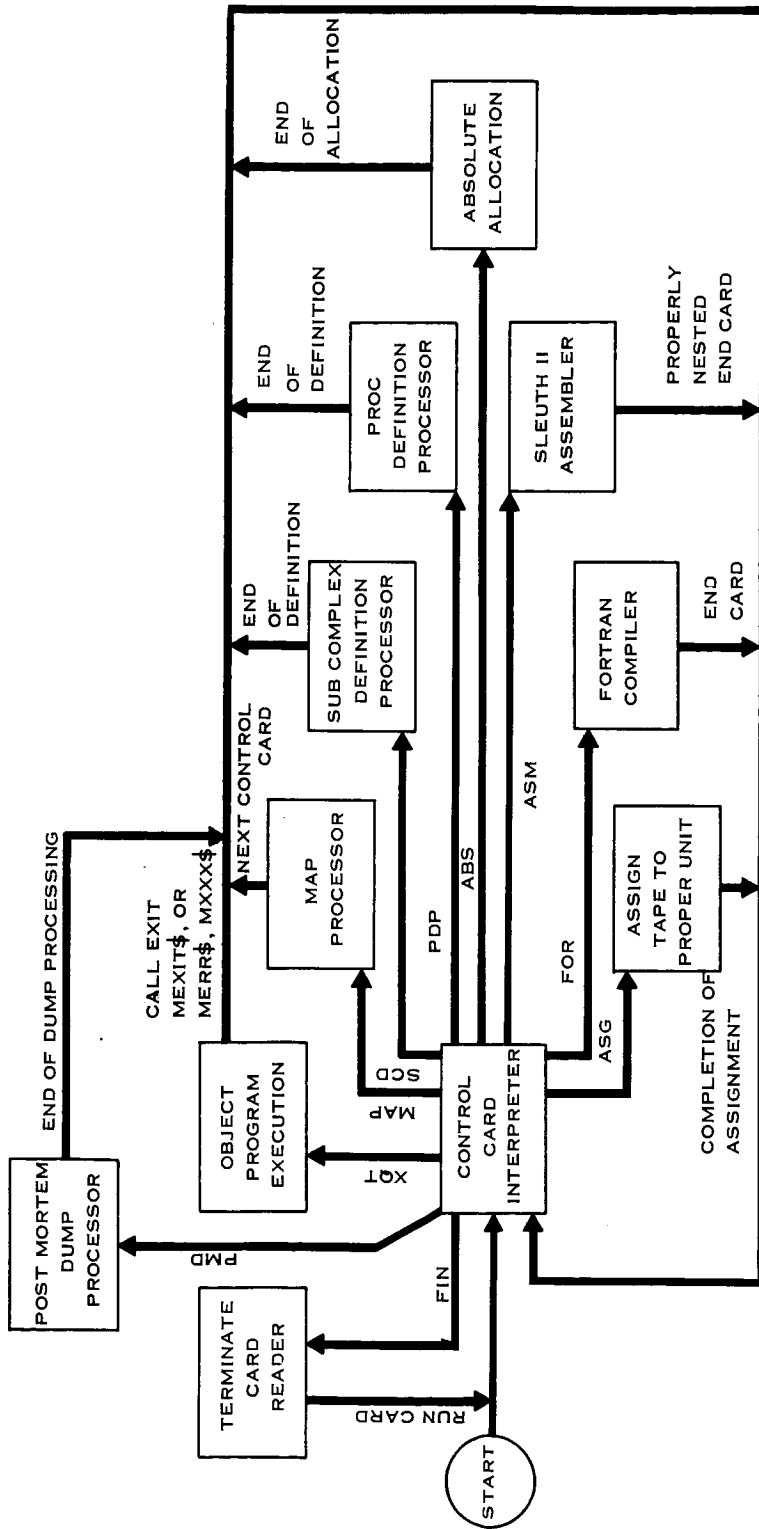 POST MORTEM
DUMP
PROCESSOR
END OF DUMP PROCESSING
PMD
TERMINATE
CARD
READER
RUN CARD
FIN
START
OBJECT
PROGRAM
EXECUTION
XQT
CALL EXIT
MEXIT$, OR
MERR$, MXXX$
NEXT CONTROL
CARD
MAP
PROCESSOR
MAP
SCD
END
OF
DEFINITION
SUB COMPLEX
DEFINITION
PROCESSOR
END
OF
DEFINITION
PROC
DEFINITION
PROCESSOR
END
OF
ALLOCATION
ABSOLUTE
ALLOCATION
CONTROL
CARD
INTERPRETER
PDP
ABS
ASM
FOR
ASG
SLEUTH II
ASSEMBLER
PROPERLY
NESTED
END CARD
FORTRAN
COMPILER
END
CARD
ASSIGN
TAPE TO
PROPER UNIT
COMPLETION OF
ASSIGNMENT